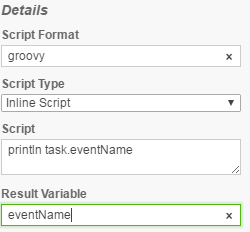 Details
Script Format
groovy ×
Script Type
Inline Script ▼
Script
println task.eventName
Result Variable
eventName ×